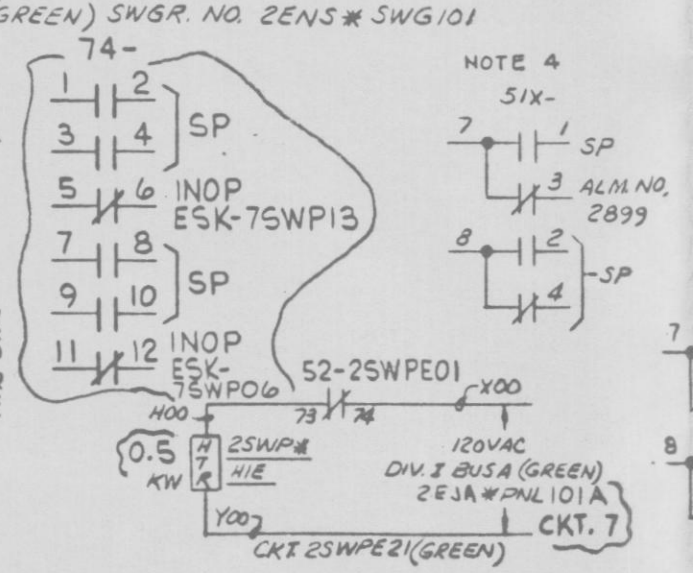 GREEN) SWGR. NO. 2ENS* SWG101
74-
1 2
3 4
SP
5 6 INOP
ESK-7SWP13
7 8
9 10
SP
11 12 INOP
ESK-
7SWP06
NOTE 4
51X-
7 1 SP
3 ALM. NO.
2899
8 2
-SP
4
52-2SWPE01
H00 73 74 X00
0.5
KW
HTR
2SWP*
H1E
120VAC
DIV. I BUSA (GREEN)
2EJA*PNL101A
Y00
CKT. 7
CKT 2SWPE21(GREEN)
7
8